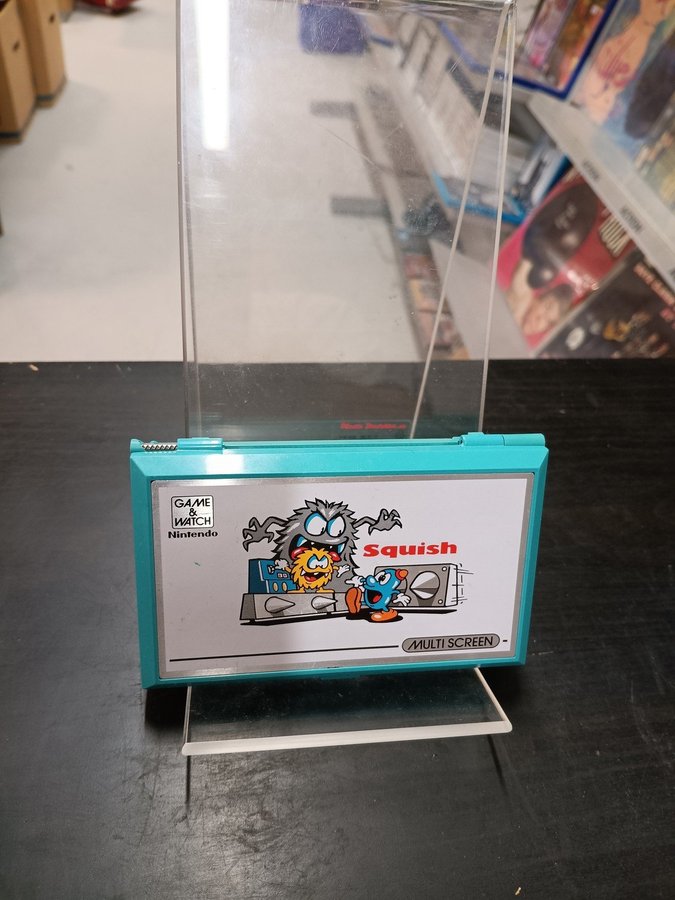 GAME
&
WATCH
Nintendo
Squish
MULTI SCREEN